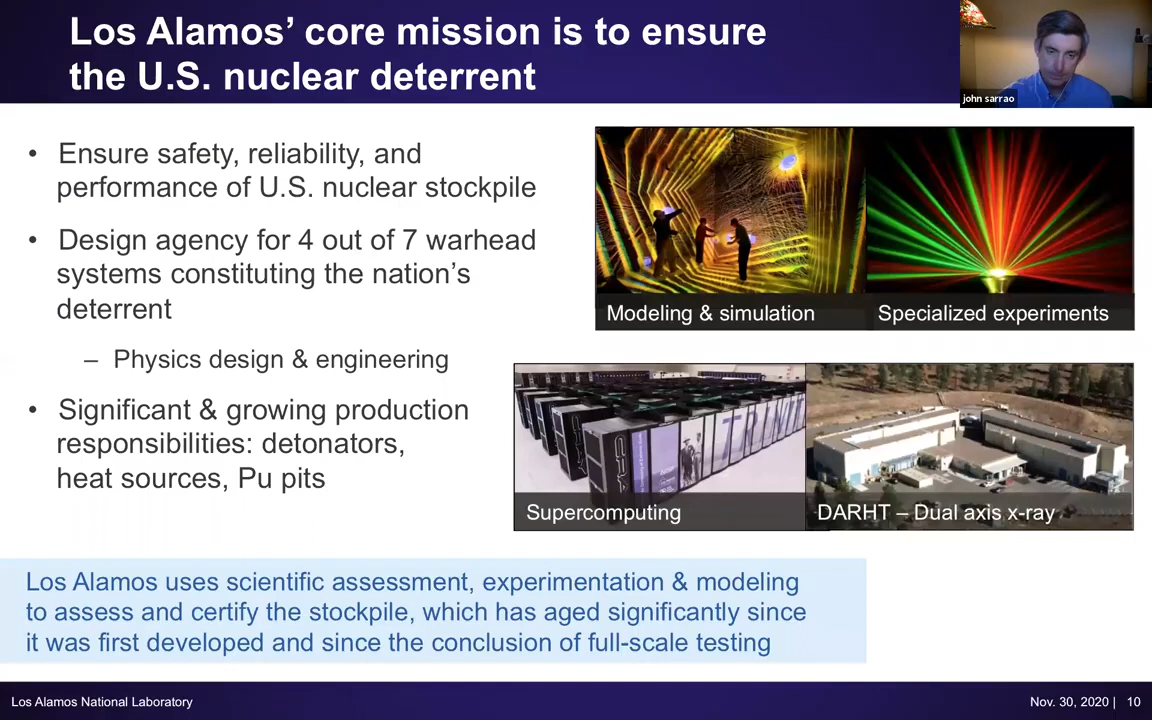 Los Alamos’ core mission is to ensure
the U.S. nuclear deterrent
john sarrao
• Ensure safety, reliability, and
performance of U.S. nuclear stockpile
• Design agency for 4 out of 7 warhead
systems constituting the nation’s
deterrent
– Physics design & engineering
• Significant & growing production
responsibilities: detonators,
heat sources, Pu pits
Modeling & simulation
Specialized experiments
CRAY
Supercomputing
DARHT – Dual axis x-ray
Los Alamos uses scientific assessment, experimentation & modeling
to assess and certify the stockpile, which has aged significantly since
it was first developed and since the conclusion of full-scale testing
Los Alamos National Laboratory
Nov. 30, 2020 | 10